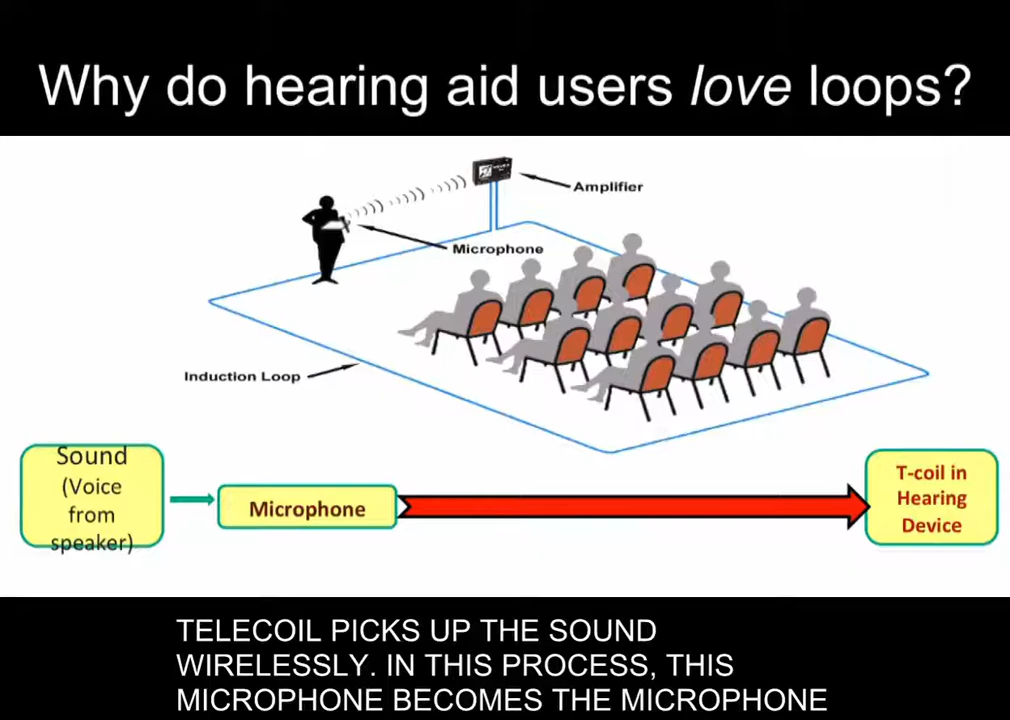 Why do hearing aid users love loops?
Amplifier
Microphone
Induction Loop
Sound
(Voice
from
speaker)
Microphone
T-coil in
Hearing
Device
TELECOIL PICKS UP THE SOUND
WIRELESSLY. IN THIS PROCESS, THIS
MICROPHONE BECOMES THE MICROPHONE